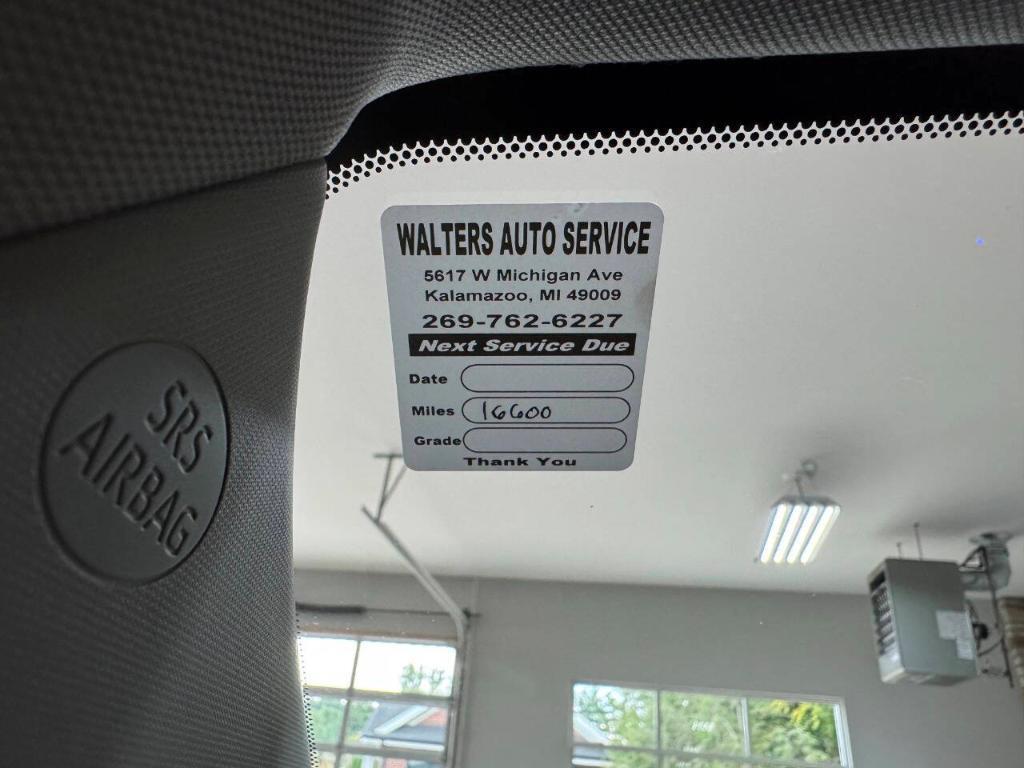 WALTERS AUTO SERVICE
5617 W Michigan Ave
Kalamazoo, MI 49009
269-762-6227
Next Service Due
Date
Miles 16600
Grade
Thank You
SRS
AIRBAG